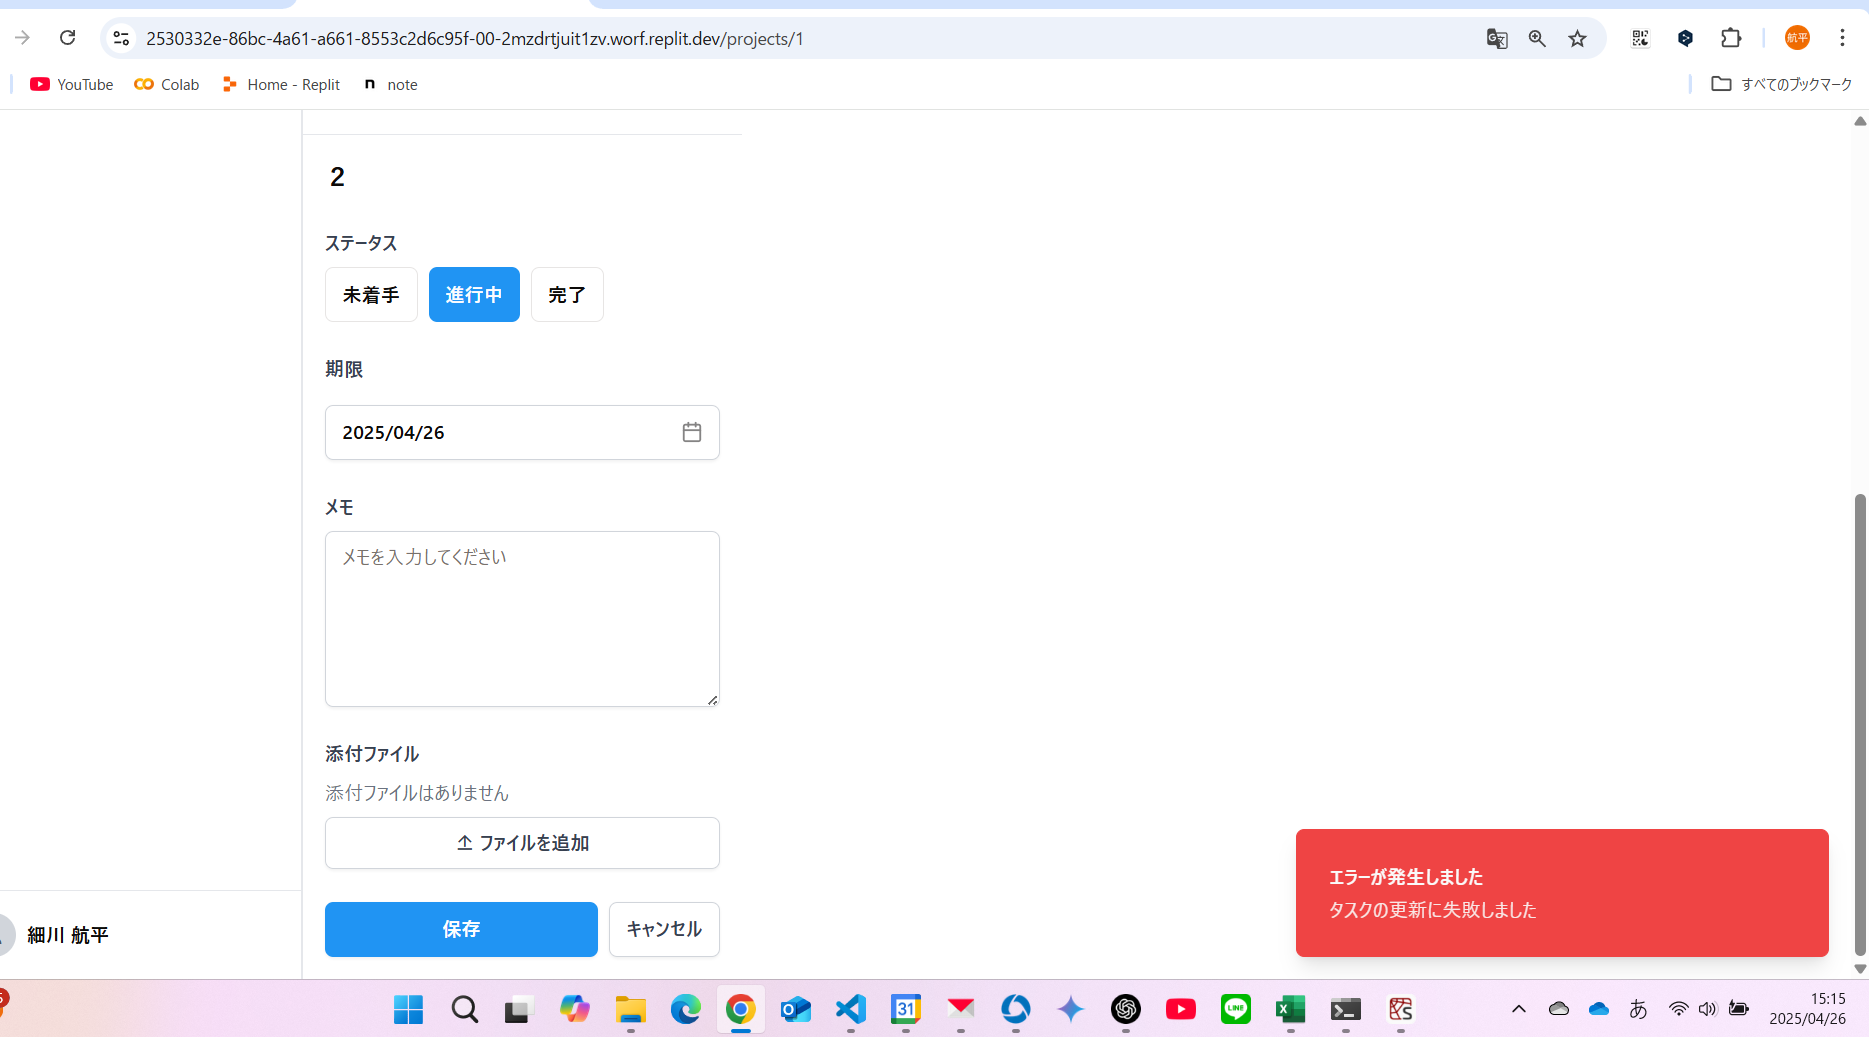 2530332e-86bc-4a61-a661-8553c2d6c95f-00-2mzdrtjuit1zv.worf.replit.dev/projects/1
航平
YouTube
Colab
Home - Replit
note
すべてのブックマーク
2
ステータス
未着手
進行中
完了
期限
2025/04/26
メモ
メモを入力してください
添付ファイル
添付ファイルはありません
ファイルを追加
保存
キャンセル
細川 航平
エラーが発生しました
タスクの更新に失敗しました
31
LINE
あ
15:15
2025/04/26